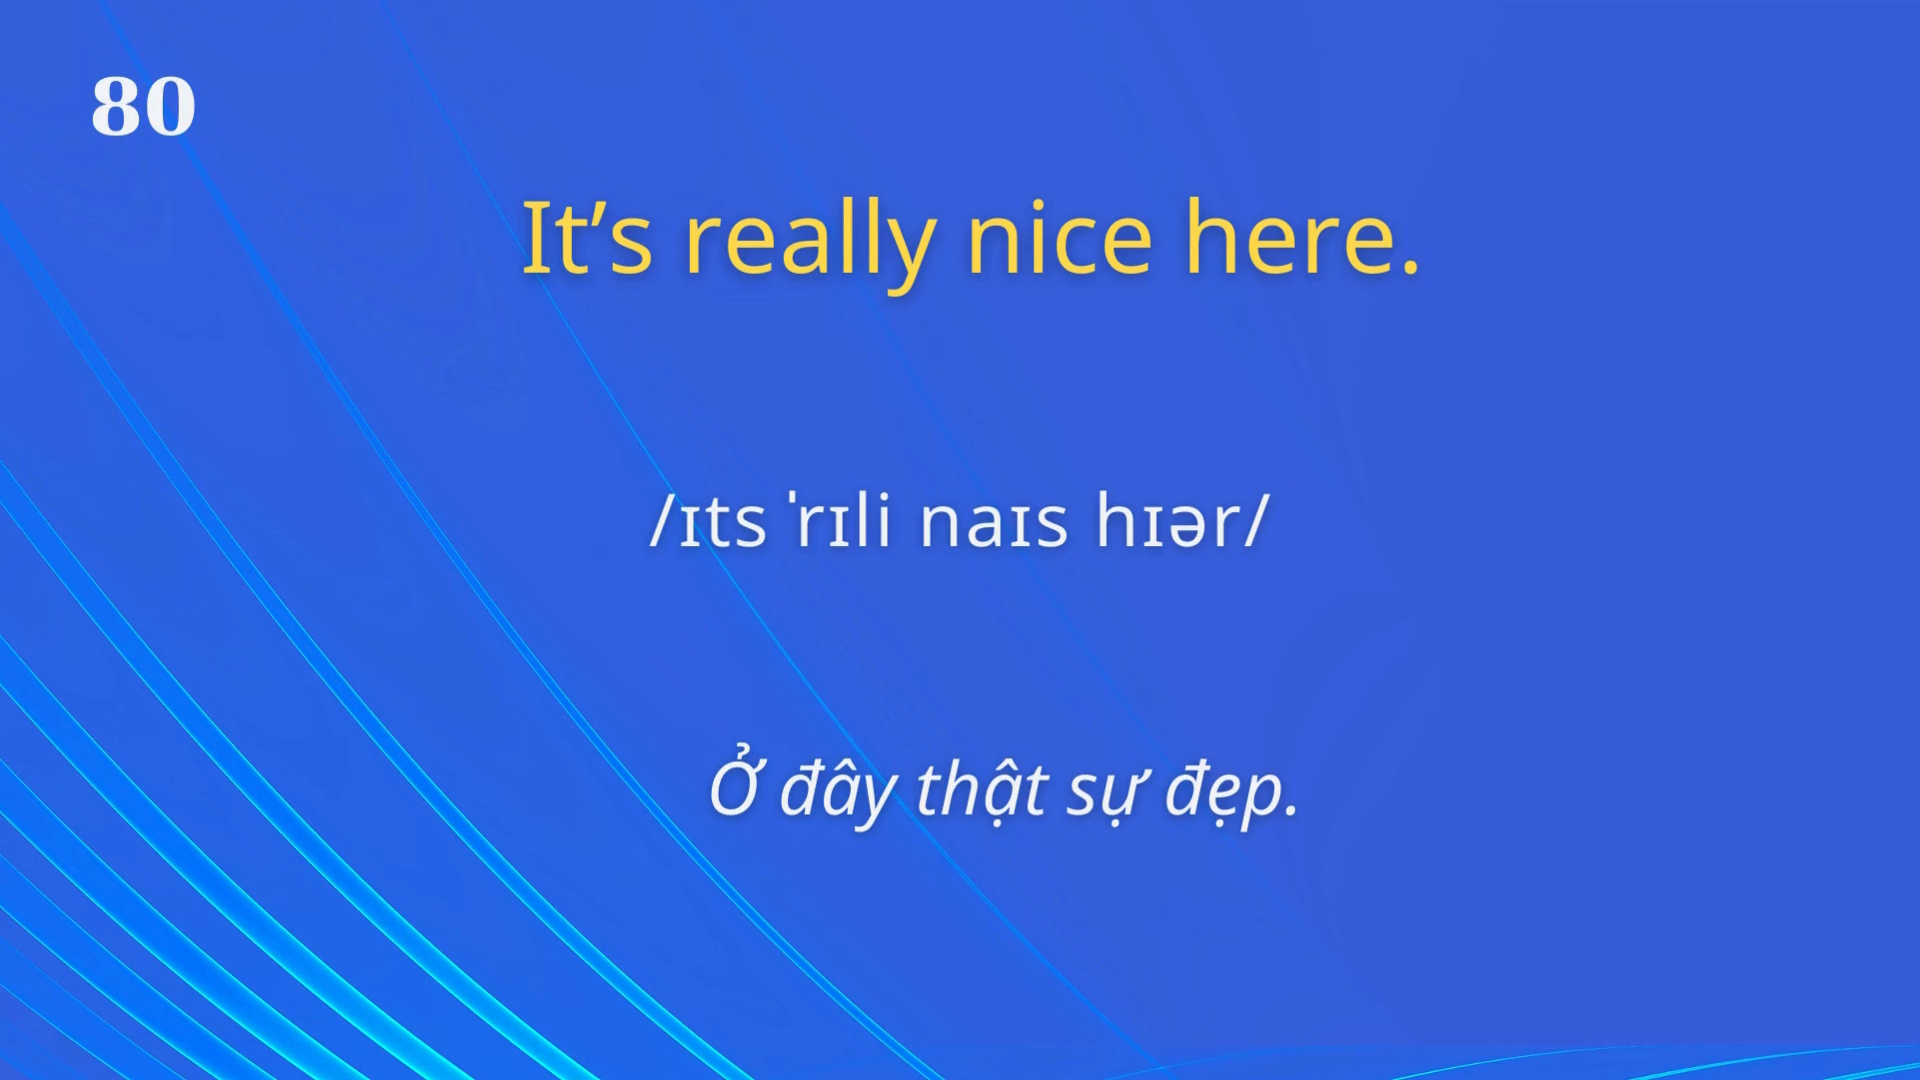 80
It’s really nice here.
/ɪts ˈrɪli naɪs hɪər/
Ở đây thật sự đẹp.